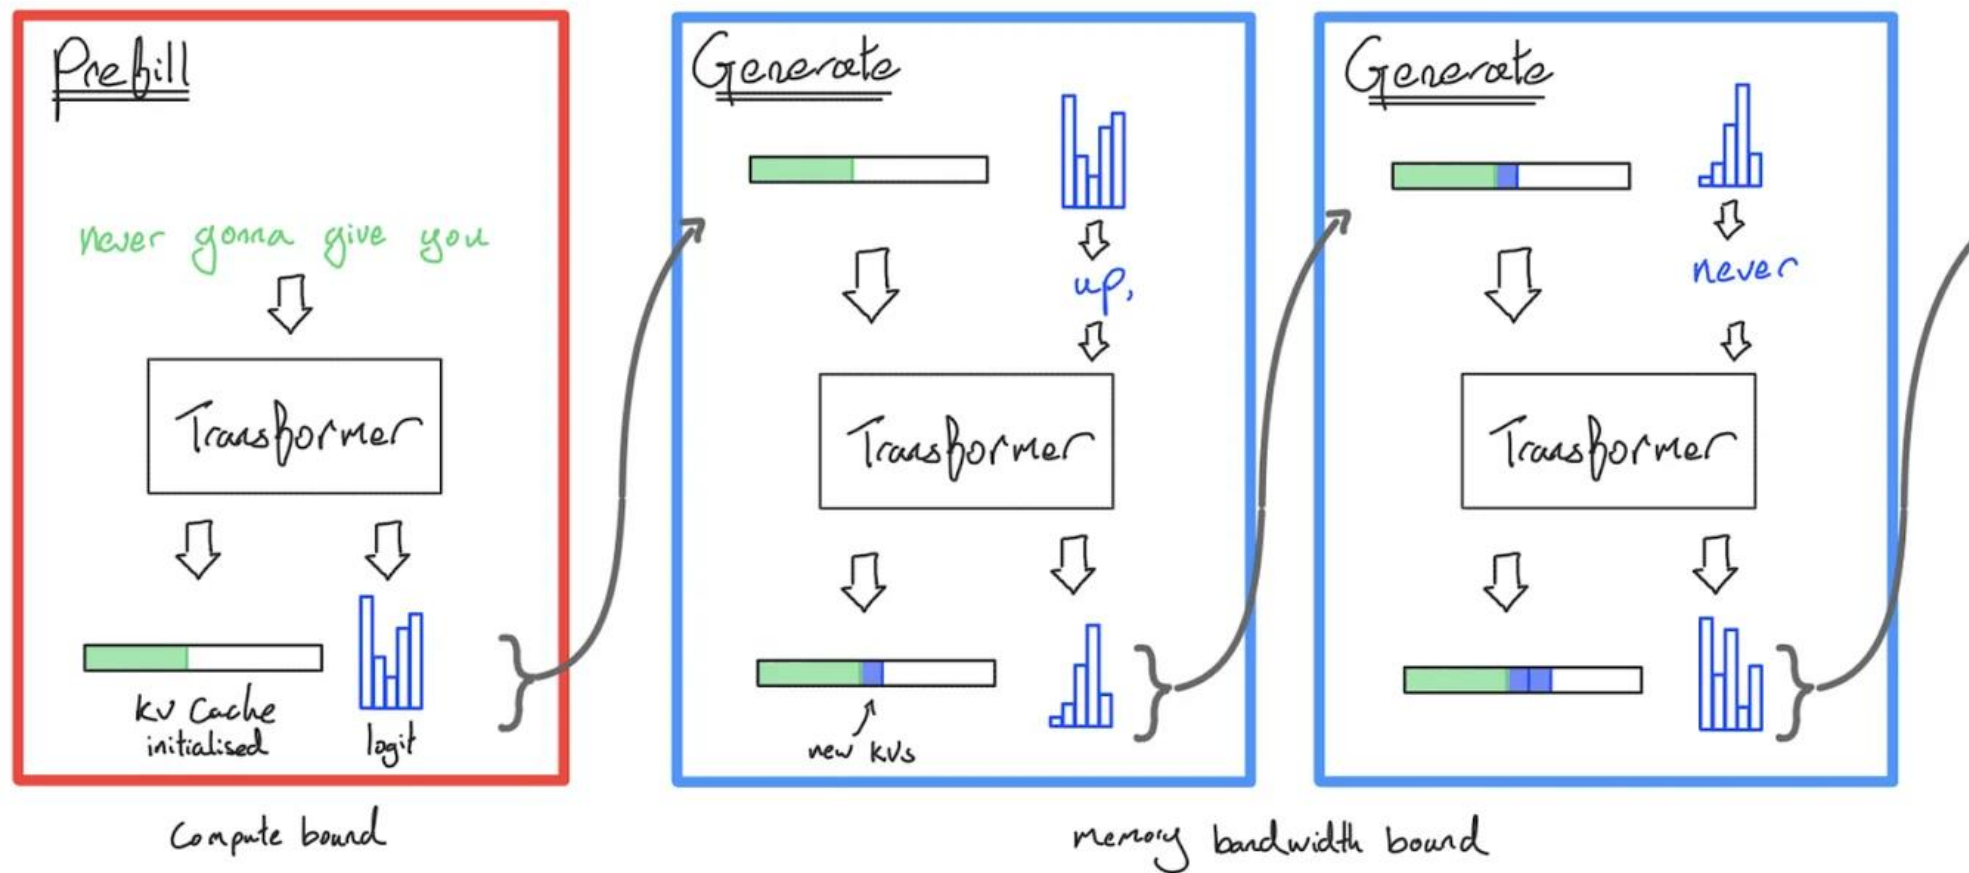 Prefill
never gonna give you
Transformer
KV Cache
initialised
logit
Compute bound
Generate
up,
Transformer
new KVs
Generate
never
Transformer
memory bandwidth bound